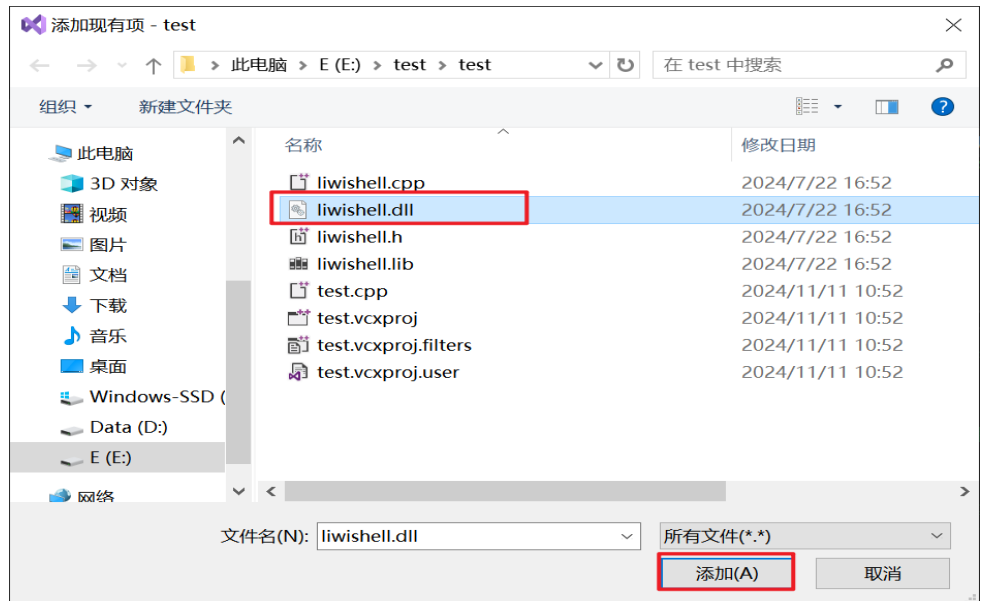 添加现有项 - test
此电脑 > E (E:) > test > test
在 test 中搜索
组织
新建文件夹
名称
修改日期
此电脑
3D 对象
视频
图片
文档
下载
音乐
桌面
Windows-SSD (
Data (D:)
E (E:)
网络
liwishell.cpp 2024/7/22 16:52
liwishell.dll 2024/7/22 16:52
liwishell.h 2024/7/22 16:52
liwishell.lib 2024/7/22 16:52
test.cpp 2024/11/11 10:52
test.vcxproj 2024/11/11 10:52
test.vcxproj.filters 2024/11/11 10:52
test.vcxproj.user 2024/11/11 10:52
文件名(N): liwishell.dll
所有文件(*.*)
添加(A)
取消